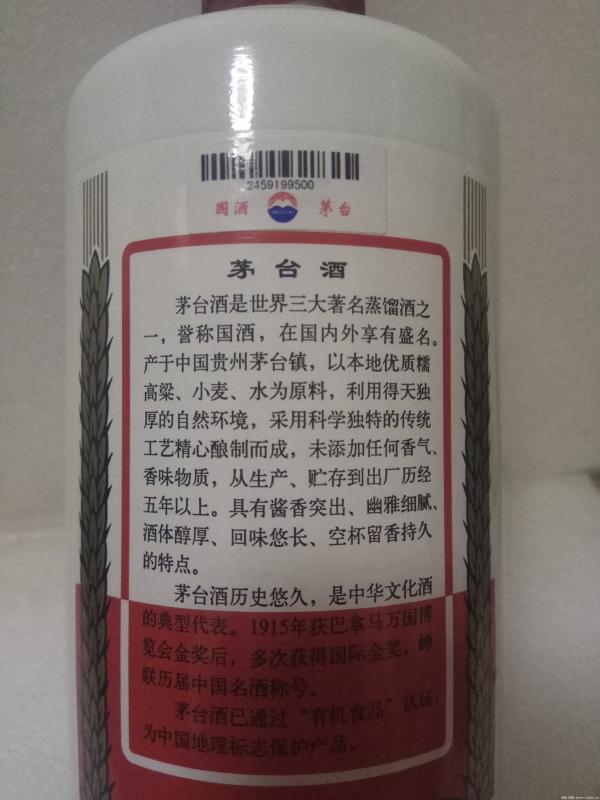 2459199500
国酒 茅台
茅台酒
茅台酒是世界三大著名蒸馏酒之
一，誉称国酒，在国内外享有盛名。
产于中国贵州茅台镇，以本地优质糯
高粱、小麦、水为原料，利用得天独
厚的自然环境，采用科学独特的传统
工艺精心酿制而成，未添加任何香气、
香味物质，从生产、贮存到出厂历经
五年以上。具有酱香突出、幽雅细腻、
酒体醇厚、回味悠长、空杯留香持久
的特点。
茅台酒历史悠久，是中华文化酒
的典型代表。1915年获巴拿马万国博
览会金奖后，多次获得国际金奖，蝉
联历届中国名酒称号。
茅台酒已通过“有机食品”认证，
为中国地理标志保护产品。